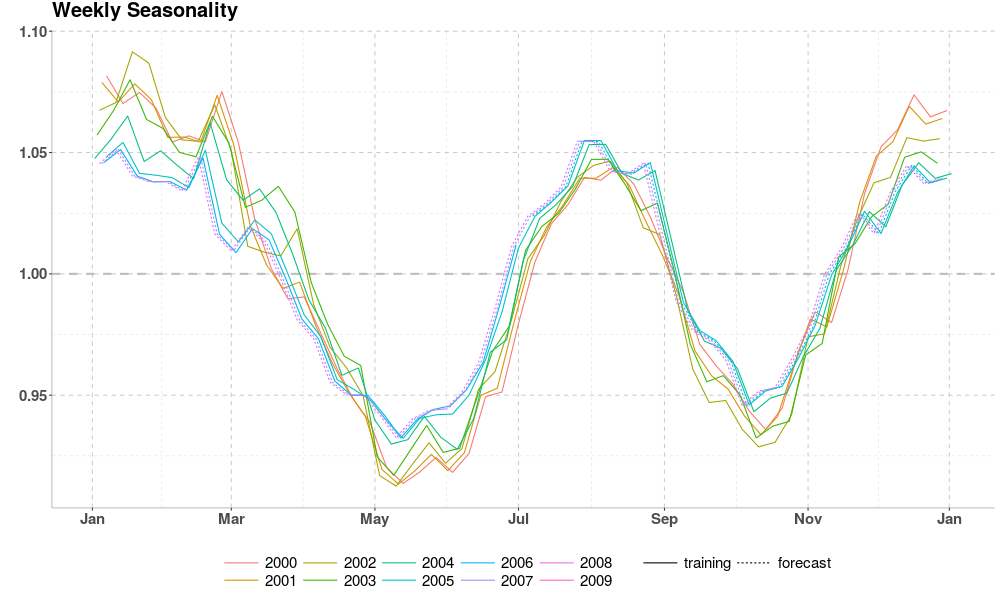 Weekly Seasonality
1.10
1.05
1.00
0.95
Jan Mar May Jul Sep Nov Jan
2000 2002 2004 2006 2008 training forecast
2001 2003 2005 2007 2009